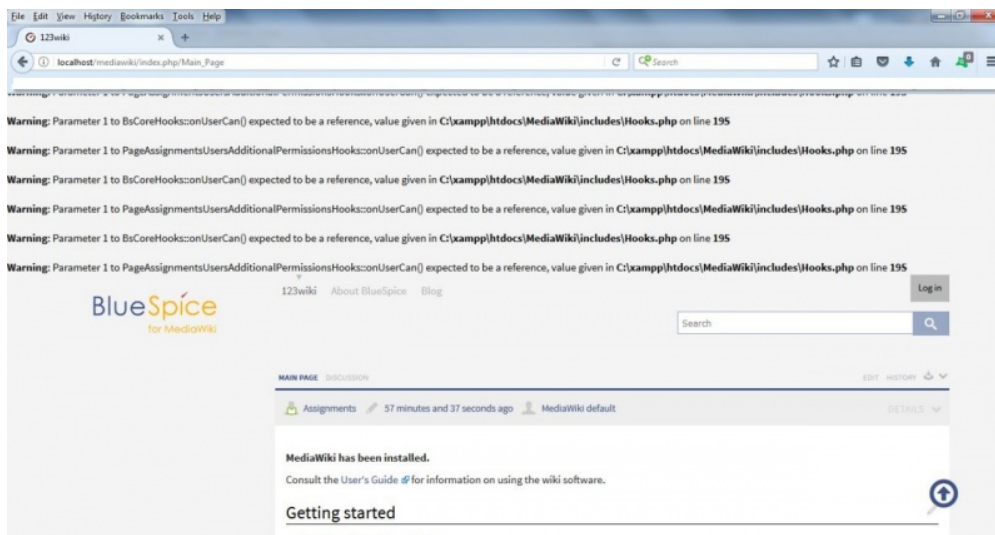 File Edit View History Bookmarks Tools Help
123wiki
localhost/mediawiki/index.php/Main_Page
Search
Warning: Parameter 1 to BsCoreHooks::onUserCan() expected to be a reference, value given in C:\xampp\htdocs\MediaWiki\includes\Hooks.php on line 195
Warning: Parameter 1 to PageAssignmentsUsersAdditionalPermissionsHooks::onUserCan() expected to be a reference, value given in C:\xampp\htdocs\MediaWiki\includes\Hooks.php on line 195
Warning: Parameter 1 to BsCoreHooks::onUserCan() expected to be a reference, value given in C:\xampp\htdocs\MediaWiki\includes\Hooks.php on line 195
Warning: Parameter 1 to PageAssignmentsUsersAdditionalPermissionsHooks::onUserCan() expected to be a reference, value given in C:\xampp\htdocs\MediaWiki\includes\Hooks.php on line 195
Warning: Parameter 1 to BsCoreHooks::onUserCan() expected to be a reference, value given in C:\xampp\htdocs\MediaWiki\includes\Hooks.php on line 195
Warning: Parameter 1 to PageAssignmentsUsersAdditionalPermissionsHooks::onUserCan() expected to be a reference, value given in C:\xampp\htdocs\MediaWiki\includes\Hooks.php on line 195
123wiki About BlueSpice Blog
Log in
BlueSpice
for MediaWiki
Search
MAIN PAGE DISCUSSION
EDIT HISTORY
Assignments 57 minutes and 37 seconds ago MediaWiki default
DETAILS
MediaWiki has been installed.
Consult the User's Guide for information on using the wiki software.
Getting started